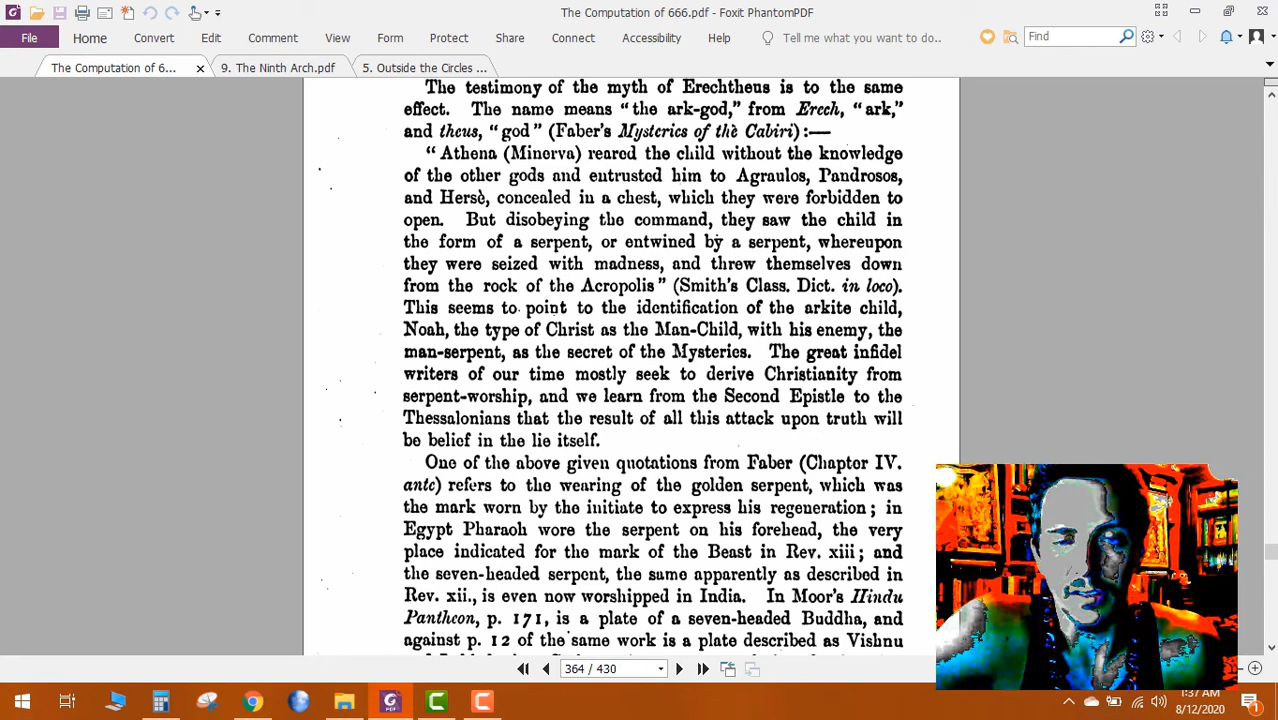 The Computation of 666.pdf - Foxit PhantomPDF
File Home Convert Edit Comment View Form Protect Share Connect Accessibility Help Tell me what you want to do.. Find
The Computation of 6... 9. The Ninth Arch.pdf 5. Outside the Circles ...
The testimony of the myth of Erechtheus is to the same
effect. The name means "the ark-god," from Erech, "ark,"
and theus, "god" (Faber's Mysteries of the Cabiri):—
"Athena (Minerva) reared the child without the knowledge
of the other gods and entrusted him to Agraulos, Pandrosos,
and Hersè, concealed in a chest, which they were forbidden to
open. But disobeying the command, they saw the child in
the form of a serpent, or entwined by a serpent, whereupon
they were seized with madness, and threw themselves down
from the rock of the Acropolis" (Smith's Class. Dict. in loco).
This seems to point to the identification of the arkite child,
Noah, the type of Christ as the Man-Child, with his enemy, the
man-serpent, as the secret of the Mysteries. The great infidel
writers of our time mostly seek to derive Christianity from
serpent-worship, and we learn from the Second Epistle to the
Thessalonians that the result of all this attack upon truth will
be belief in the lie itself.
One of the above given quotations from Faber (Chapter IV.
ante) refers to the wearing of the golden serpent, which was
the mark worn by the initiate to express his regeneration; in
Egypt Pharaoh wore the serpent on his forehead, the very
place indicated for the mark of the Beast in Rev. xiii; and
the seven-headed serpent, the same apparently as described in
Rev. xii., is even now worshipped in India. In Moor's Hindu
Pantheon, p. 171, is a plate of a seven-headed Buddha, and
against p. 12 of the same work is a plate described as Vishnu
364 / 430
1:37 AM
8/12/2020